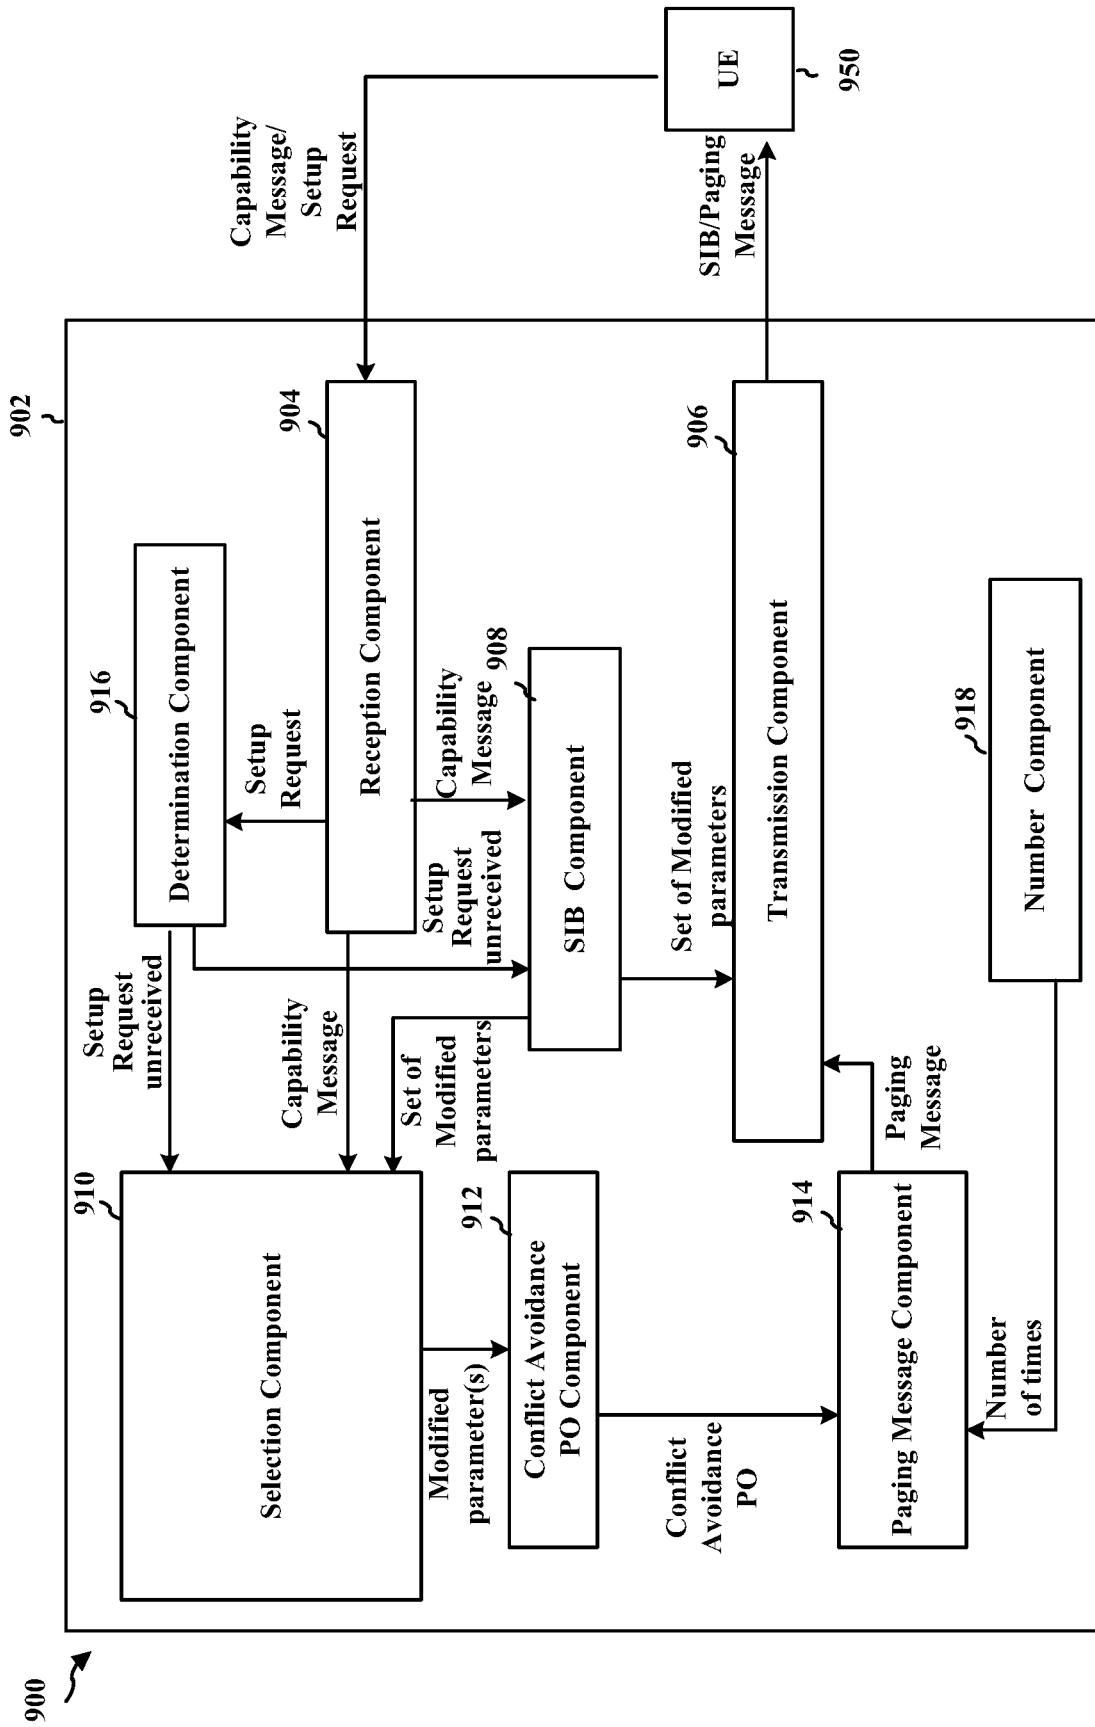 900
902
910
Selection Component
Setup
Request
unreceived
916
Determination Component
Setup
Request
904
Reception Component
Capability
Message/
Setup
Request
UE
950
Capability
Message
Capability
Message
Setup
Request
unreceived
908
SIB Component
Set of
Modified
parameters
Modified
parameter(s)
912
Conflict Avoidance
PO Component
Set of Modified
parameters
906
Transmission Component
SIB/Paging
Message
Conflict
Avoidance
PO
914
Paging Message Component
Paging
Message
Number
of times
918
Number Component